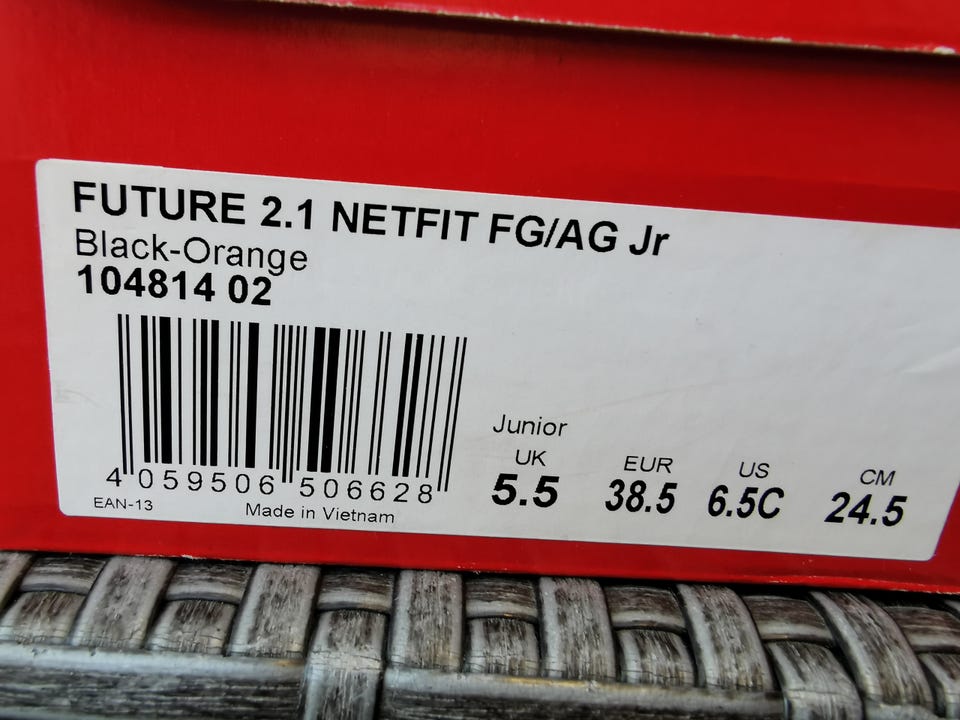 FUTURE 2.1 NETFIT FG/AG Jr
Black-Orange
104814 02
4 059506 506628
EAN-13
Made in Vietnam
Junior
UK EUR US CM
5.5 38.5 6.5C 24.5